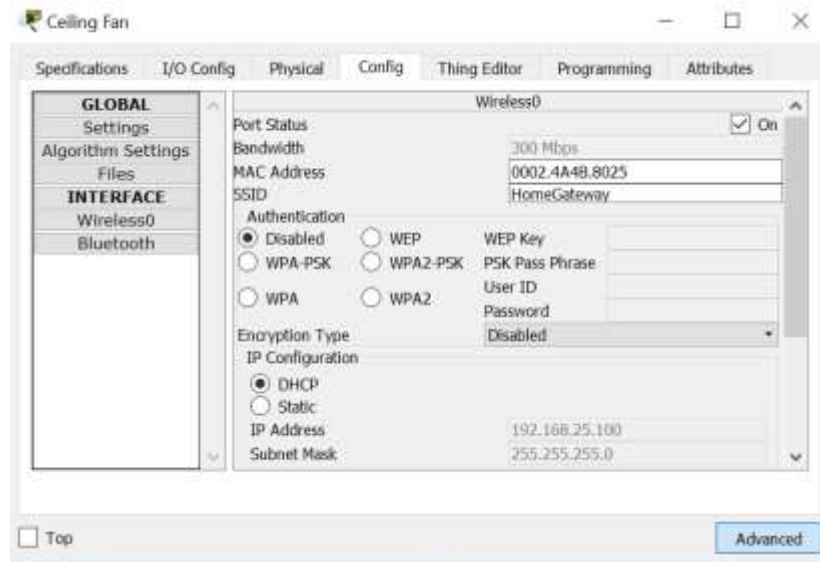 Ceiling Fan
Specifications I/O Config Physical Config Thing Editor Programming Attributes
GLOBAL
Settings
Algorithm Settings
Files
INTERFACE
Wireless0
Bluetooth
Wireless0
Port Status On
Bandwidth 300 Mbps
MAC Address 0002.4A4B.8025
SSID HomeGateway
Authentication
Disabled WEP WEP Key
WPA-PSK WPA2-PSK PSK Pass Phrase
User ID
WPA WPA2
Password
Encryption Type Disabled
IP Configuration
DHCP
Static
IP Address 192.168.25.100
Subnet Mask 255.255.255.0
Top Advanced